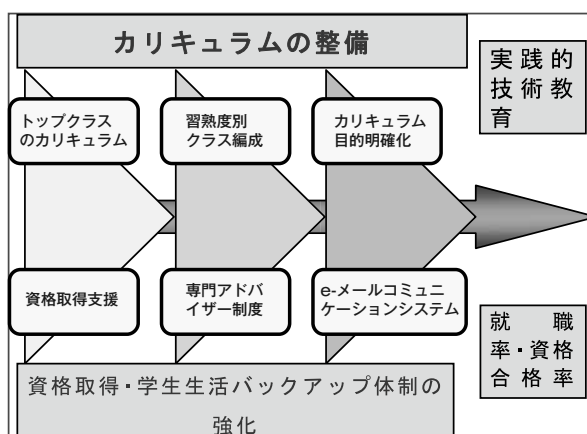 カリキュラムの整備
実践的
技術教
育
トップクラス
のカリキュラム
習熟度別
クラス編成
カリキュラム
目的明確化
資格取得支援
専門アドバ
イザー制度
e-メールコミュニ
ケーションシステム
就職
率・資格
合格率
資格取得・学生生活バックアップ体制の
強化